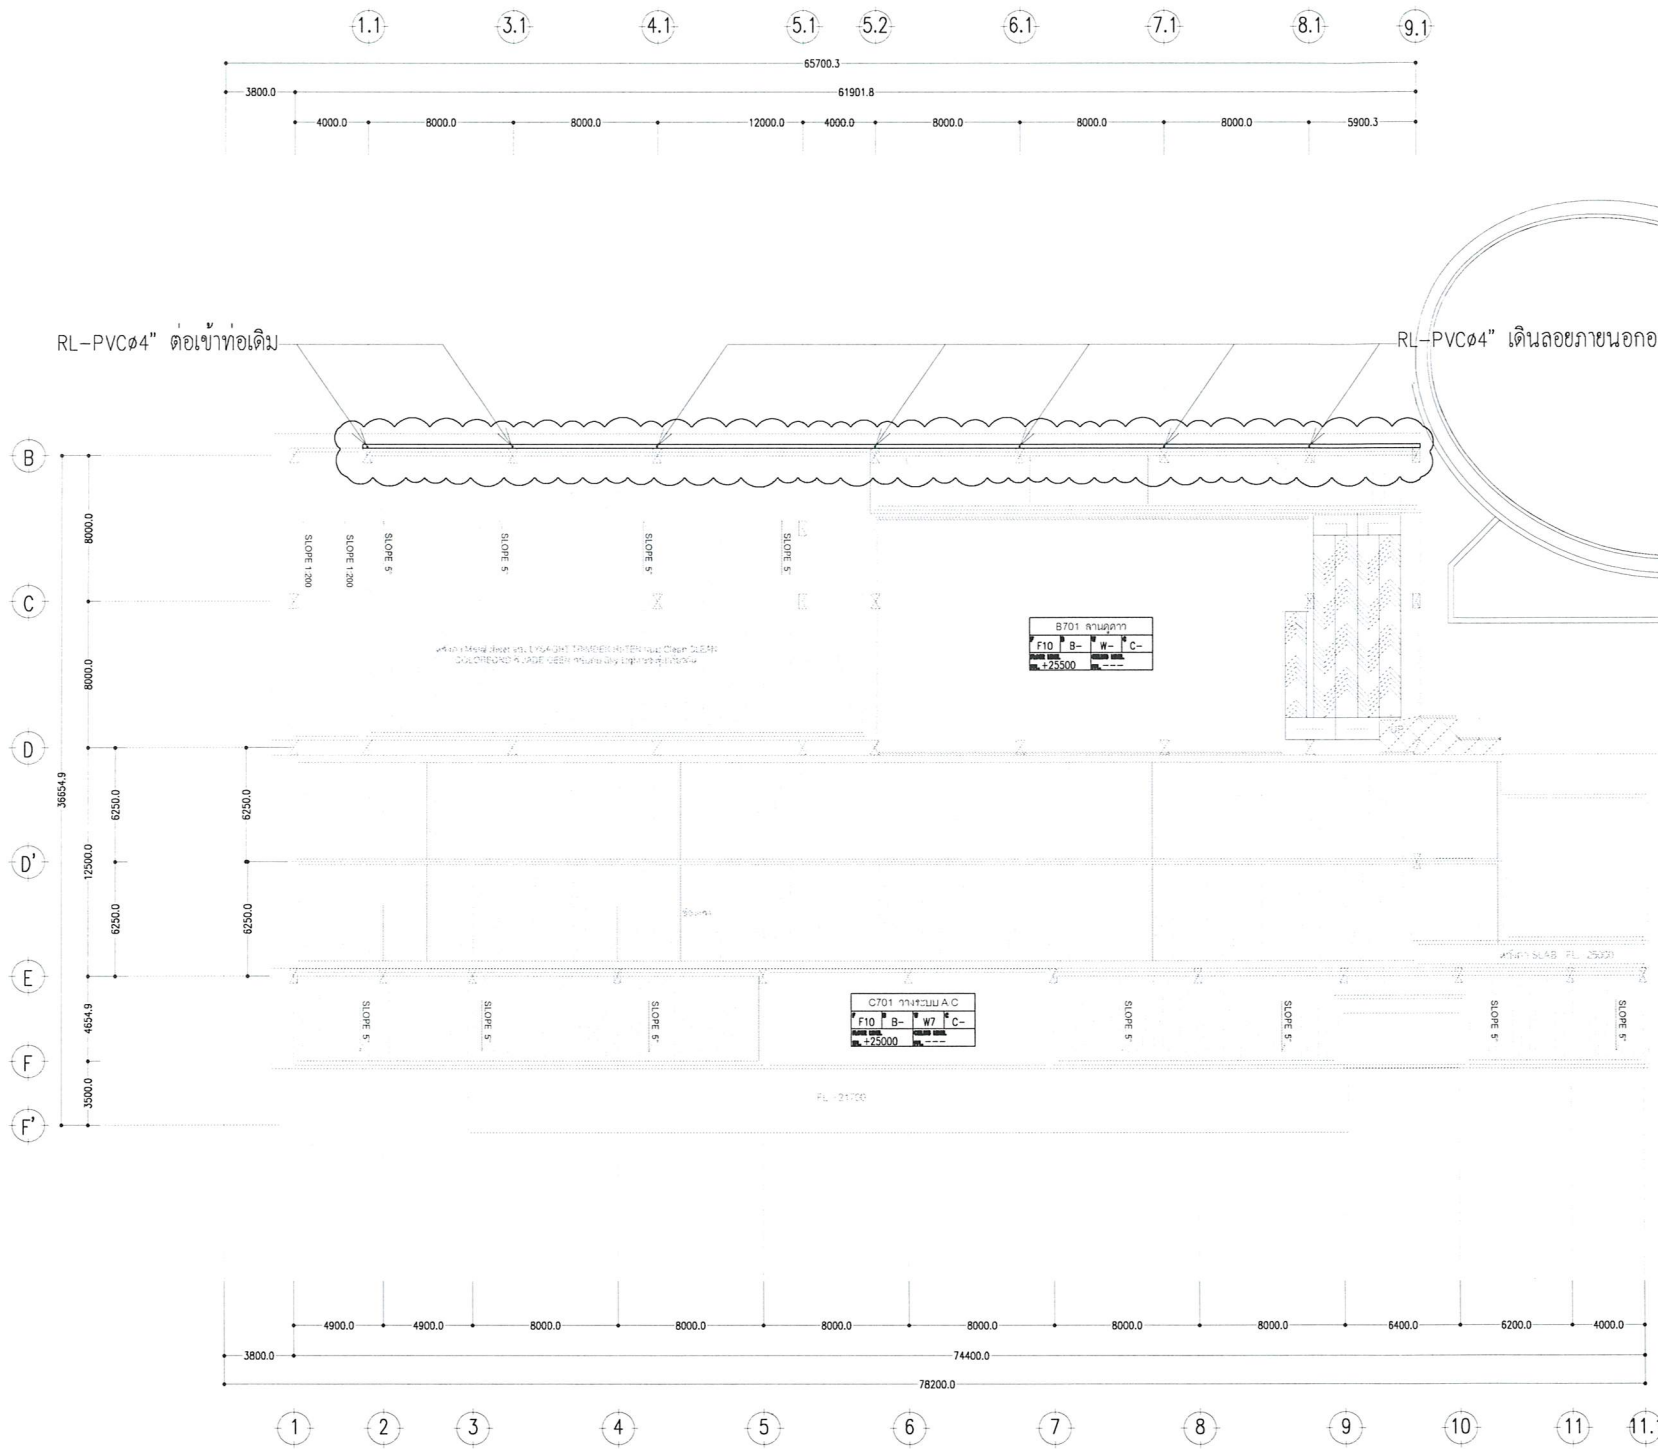 1.1 3.1 4.1 5.1 5.2 6.1 7.1 8.1 9.1
65700.3
3800.0 61901.8
4000.0 8000.0 8000.0 12000.0 4000.0 8000.0 8000.0 8000.0 5900.3
RL-PVCø4" ต่อเข้าท่อเดิม
RL-PVCø4" เดินลอยภายนอกอ
B
8000.0
SLOPE 1:200
SLOPE 1:200
SLOPE 5°
SLOPE 5°
SLOPE 5°
SLOPE 5°
C
B701 ลานดูดาว
F10 B- W- C-
+25500 ---
8000.0
D
36654.9
6250.0
12500.0
6250.0
D'
6250.0
6250.0
E
SLAB
4654.9
SLOPE 5°
SLOPE 5°
SLOPE 5°
C701 วางระบบ A.C
F10 B- W7 C-
+25000 ---
SLOPE 5°
SLOPE 5°
SLOPE 5°
SLOPE 5°
F
3500.0
F'
4900.0 4900.0 8000.0 8000.0 8000.0 8000.0 8000.0 8000.0 6400.0 6200.0 4000.0
3800.0 74400.0
78200.0
1 2 3 4 5 6 7 8 9 10 11 11.